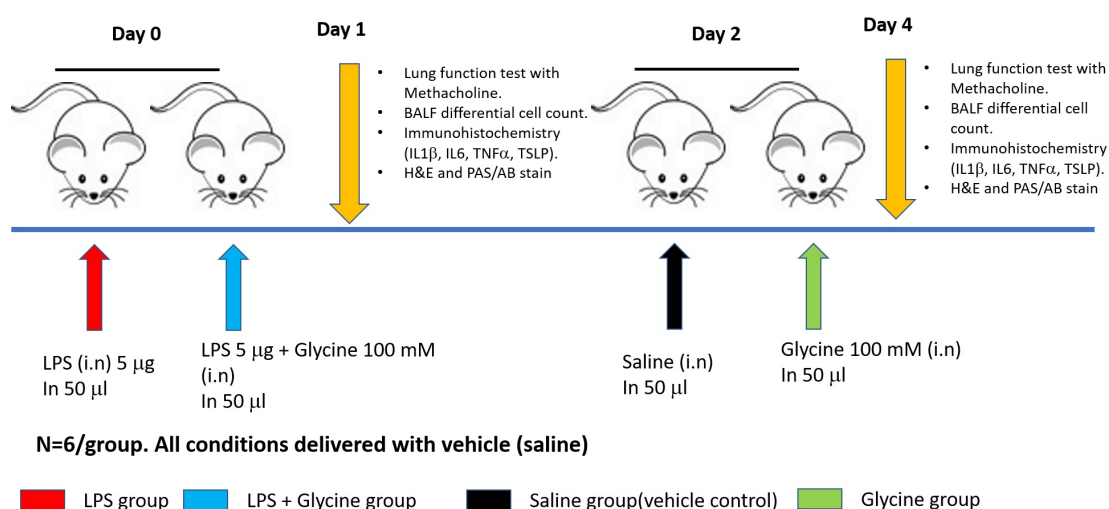 Day 0
Day 1
• Lung function test with
Methacholine.
• BALF differential cell count.
• Immunohistochemistry
(IL1β, IL6, TNFα, TSLP).
• H&E and PAS/AB stain
Day 2
Day 4
• Lung function test with
Methacholine.
• BALF differential cell
count.
• Immunohistochemistry
(IL1β, IL6, TNFα, TSLP).
• H&E and PAS/AB stain
LPS (i.n) 5 µg
In 50 µl
LPS 5 µg + Glycine 100 mM
(i.n)
In 50 µl
Saline (i.n)
In 50 µl
Glycine 100 mM (i.n)
In 50 µl
N=6/group. All conditions delivered with vehicle (saline)
LPS group
LPS + Glycine group
Saline group(vehicle control)
Glycine group